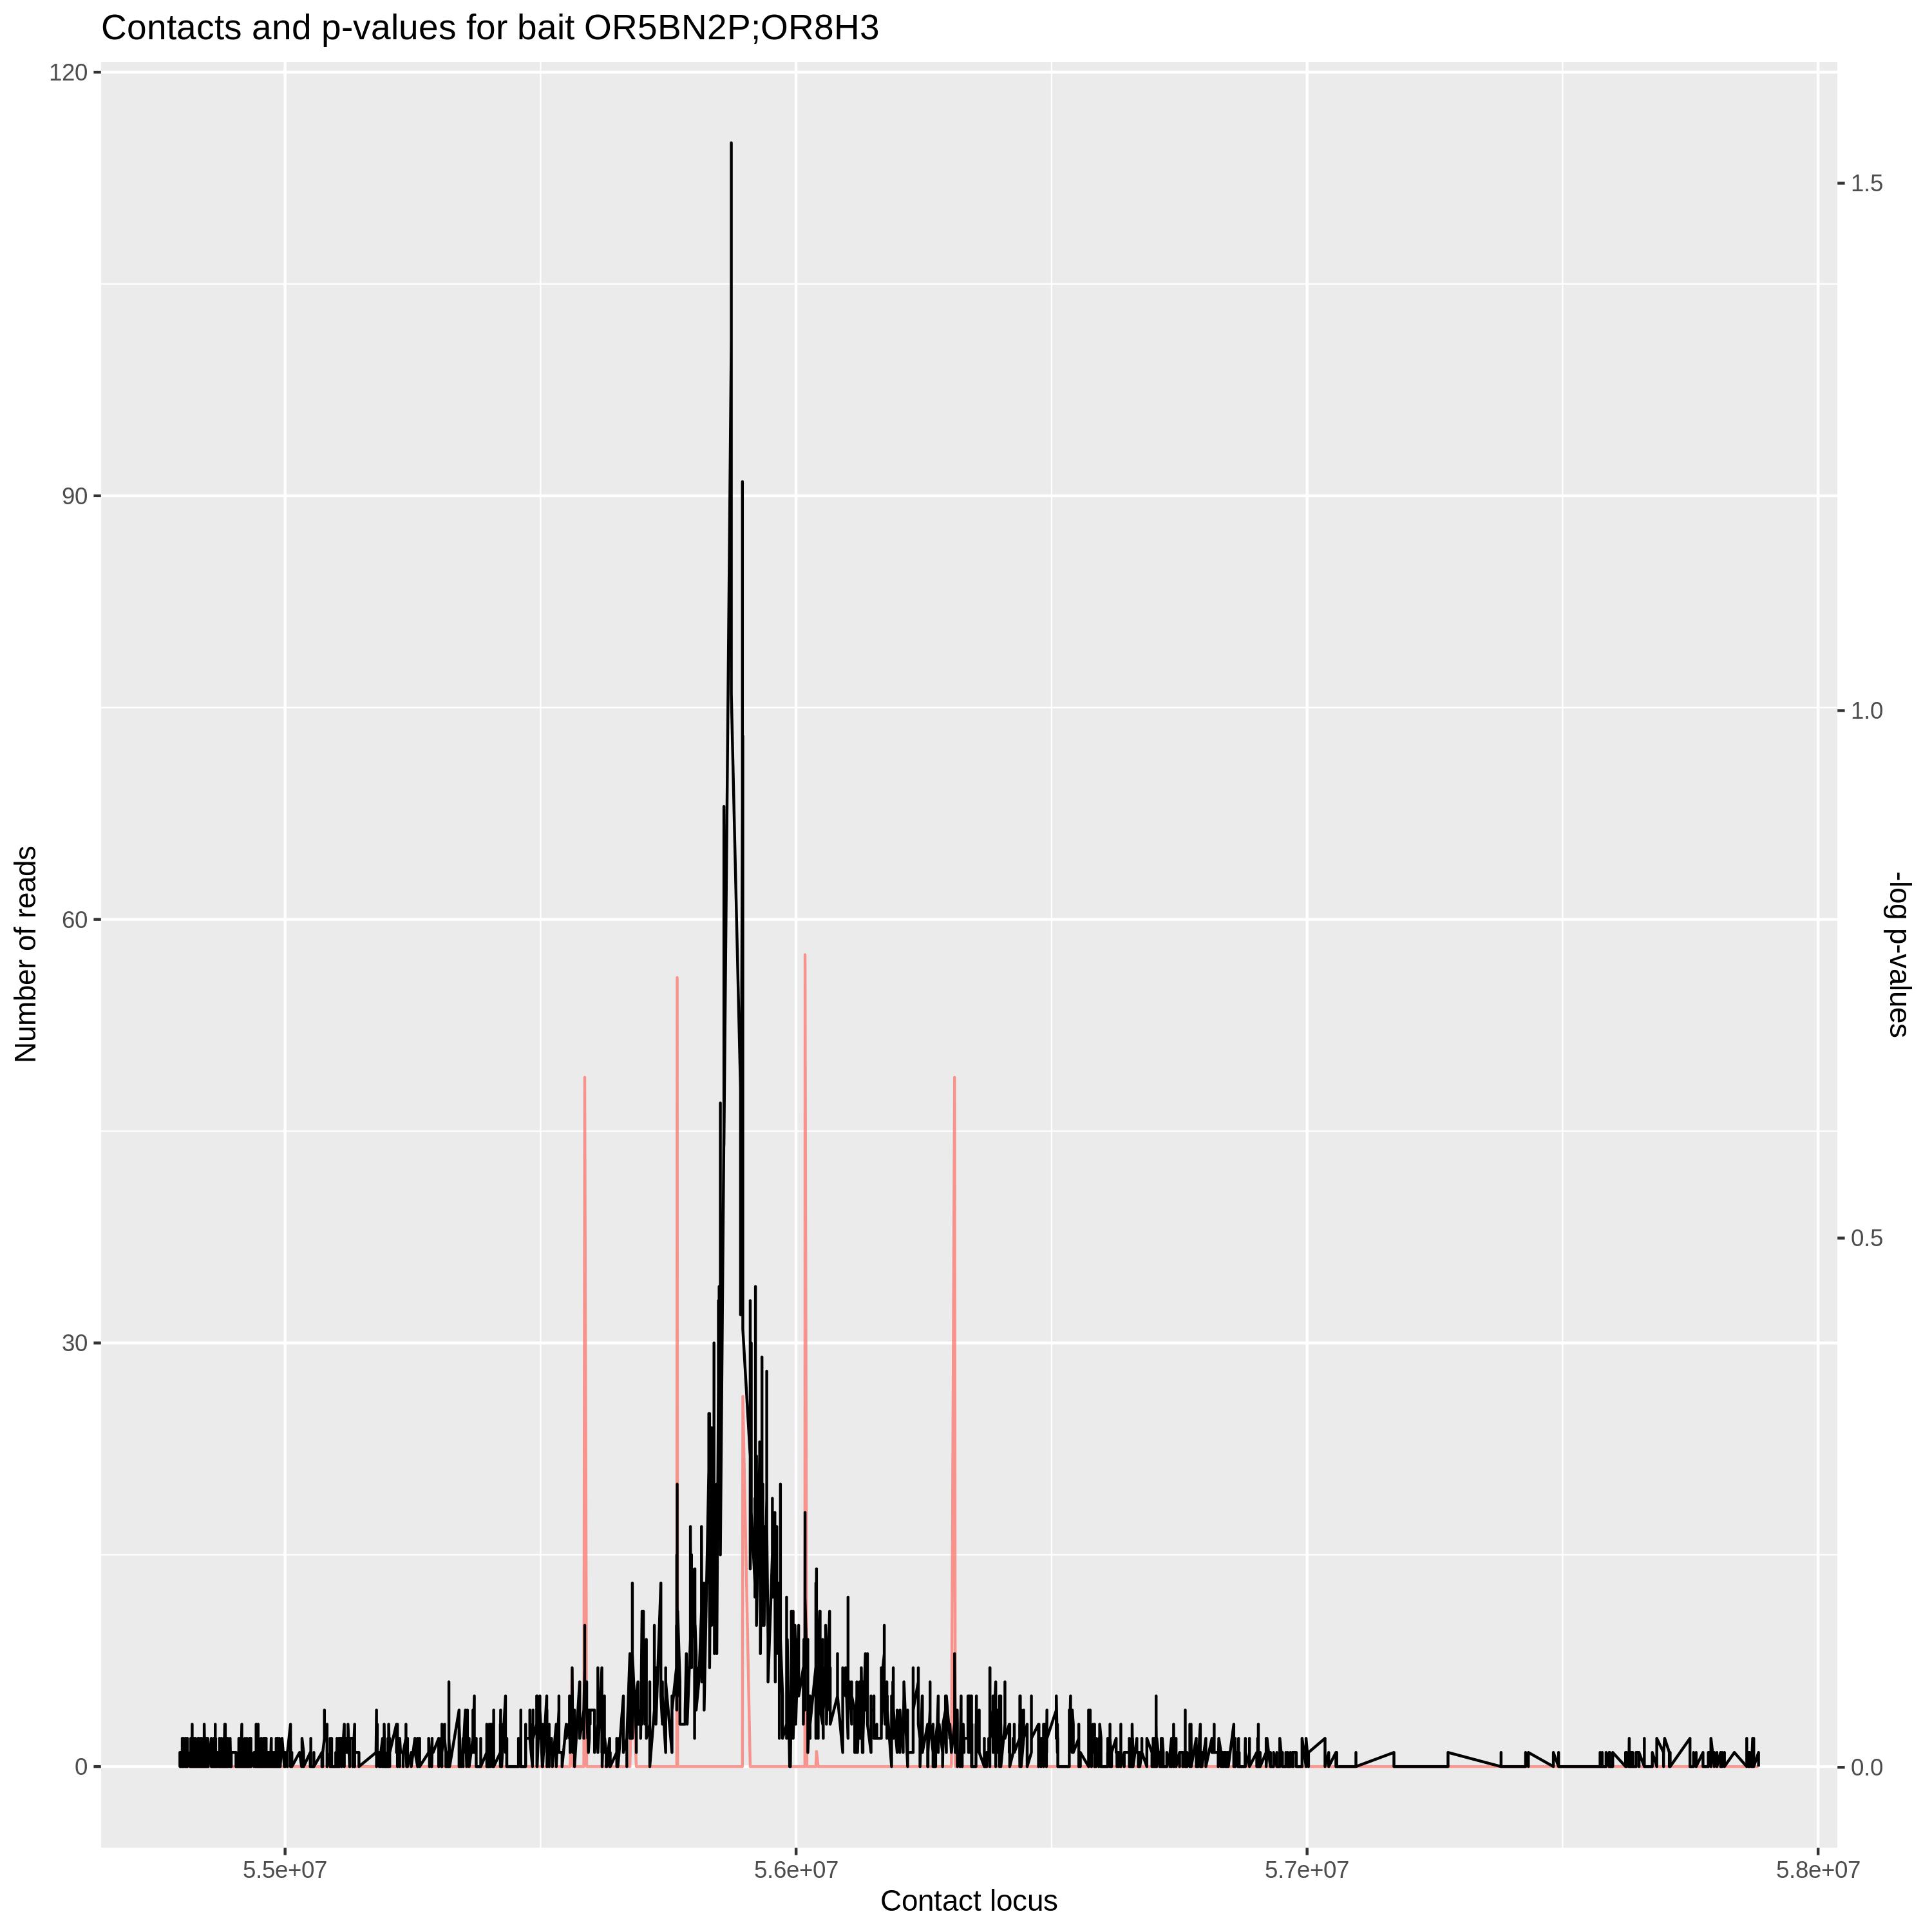 Contacts and p-values for bait OR5BN2P;OR8H3
120
90
60
30
0
Number of reads
1.5
1.0
0.5
0.0
-log p-values
5.5e+07
5.6e+07
5.7e+07
5.8e+07
Contact locus